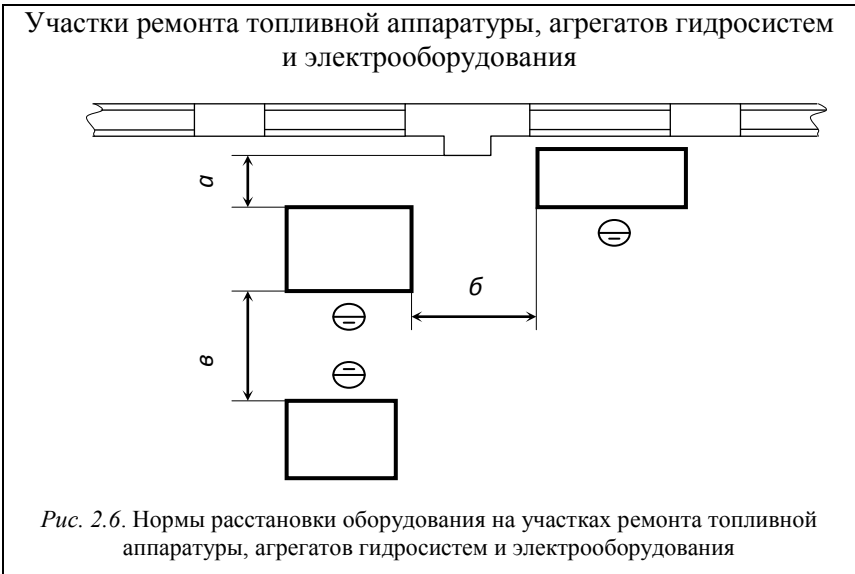 Участки ремонта топливной аппаратуры, агрегатов гидросистем
и электрооборудования
а
б
в
Рис. 2.6. Нормы расстановки оборудования на участках ремонта топливной
аппаратуры, агрегатов гидросистем и электрооборудования